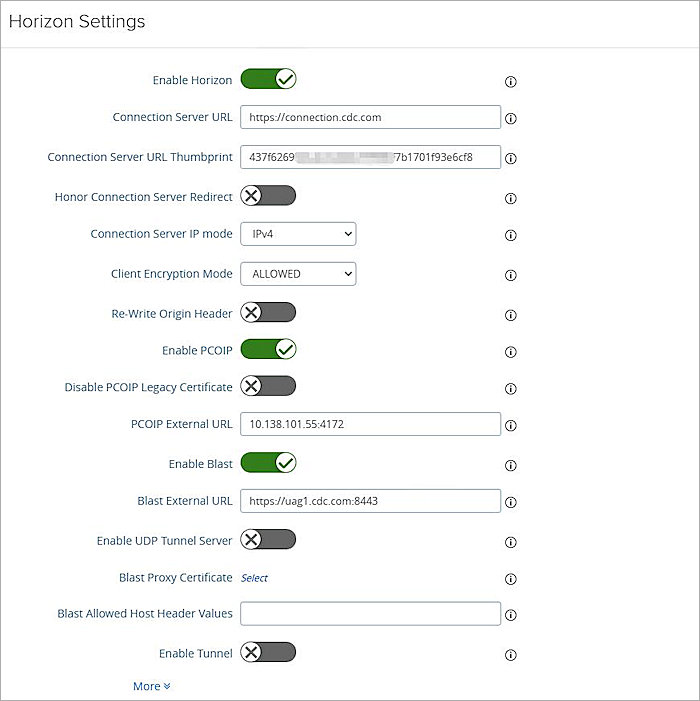 Horizon Settings
Enable Horizon
Connection Server URL https://connection.cdc.com
Connection Server URL Thumbprint 437f6269 7b1701f93e6cf8
Honor Connection Server Redirect
Connection Server IP mode IPv4
Client Encryption Mode ALLOWED
Re-Write Origin Header
Enable PCOIP
Disable PCOIP Legacy Certificate
PCOIP External URL 10.138.101.55:4172
Enable Blast
Blast External URL https://uag1.cdc.com:8443
Enable UDP Tunnel Server
Blast Proxy Certificate Select
Blast Allowed Host Header Values
Enable Tunnel
More